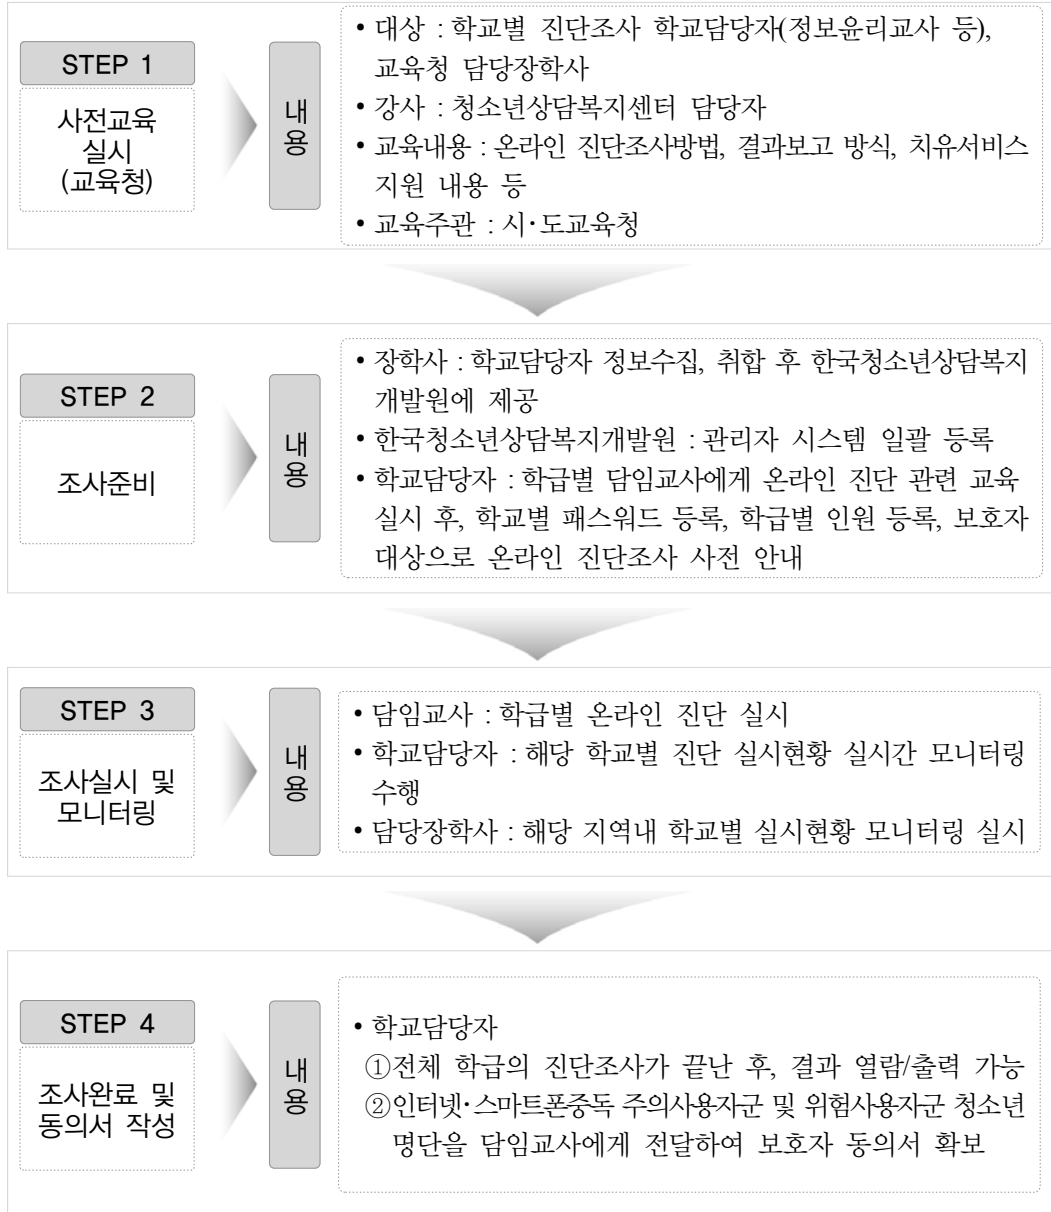 STEP 1
사전교육
실시
(교육청)
내
용
• 대상 : 학교별 진단조사 학교담당자(정보윤리교사 등),
교육청 담당장학사
• 강사 : 청소년상담복지센터 담당자
• 교육내용 : 온라인 진단조사방법, 결과보고 방식, 치유서비스
지원 내용 등
• 교육주관 : 시·도교육청
STEP 2
조사준비
내
용
• 장학사 : 학교담당자 정보수집, 취합 후 한국청소년상담복지
개발원에 제공
• 한국청소년상담복지개발원 : 관리자 시스템 일괄 등록
• 학교담당자 : 학급별 담임교사에게 온라인 진단 관련 교육
실시 후, 학교별 패스워드 등록, 학급별 인원 등록, 보호자
대상으로 온라인 진단조사 사전 안내
STEP 3
조사실시 및
모니터링
내
용
• 담임교사 : 학급별 온라인 진단 실시
• 학교담당자 : 해당 학교별 진단 실시현황 실시간 모니터링
수행
• 담당장학사 : 해당 지역내 학교별 실시현황 모니터링 실시
STEP 4
조사완료 및
동의서 작성
내
용
• 학교담당자
①전체 학급의 진단조사가 끝난 후, 결과 열람/출력 가능
②인터넷·스마트폰중독 주의사용자군 및 위험사용자군 청소년
명단을 담임교사에게 전달하여 보호자 동의서 확보